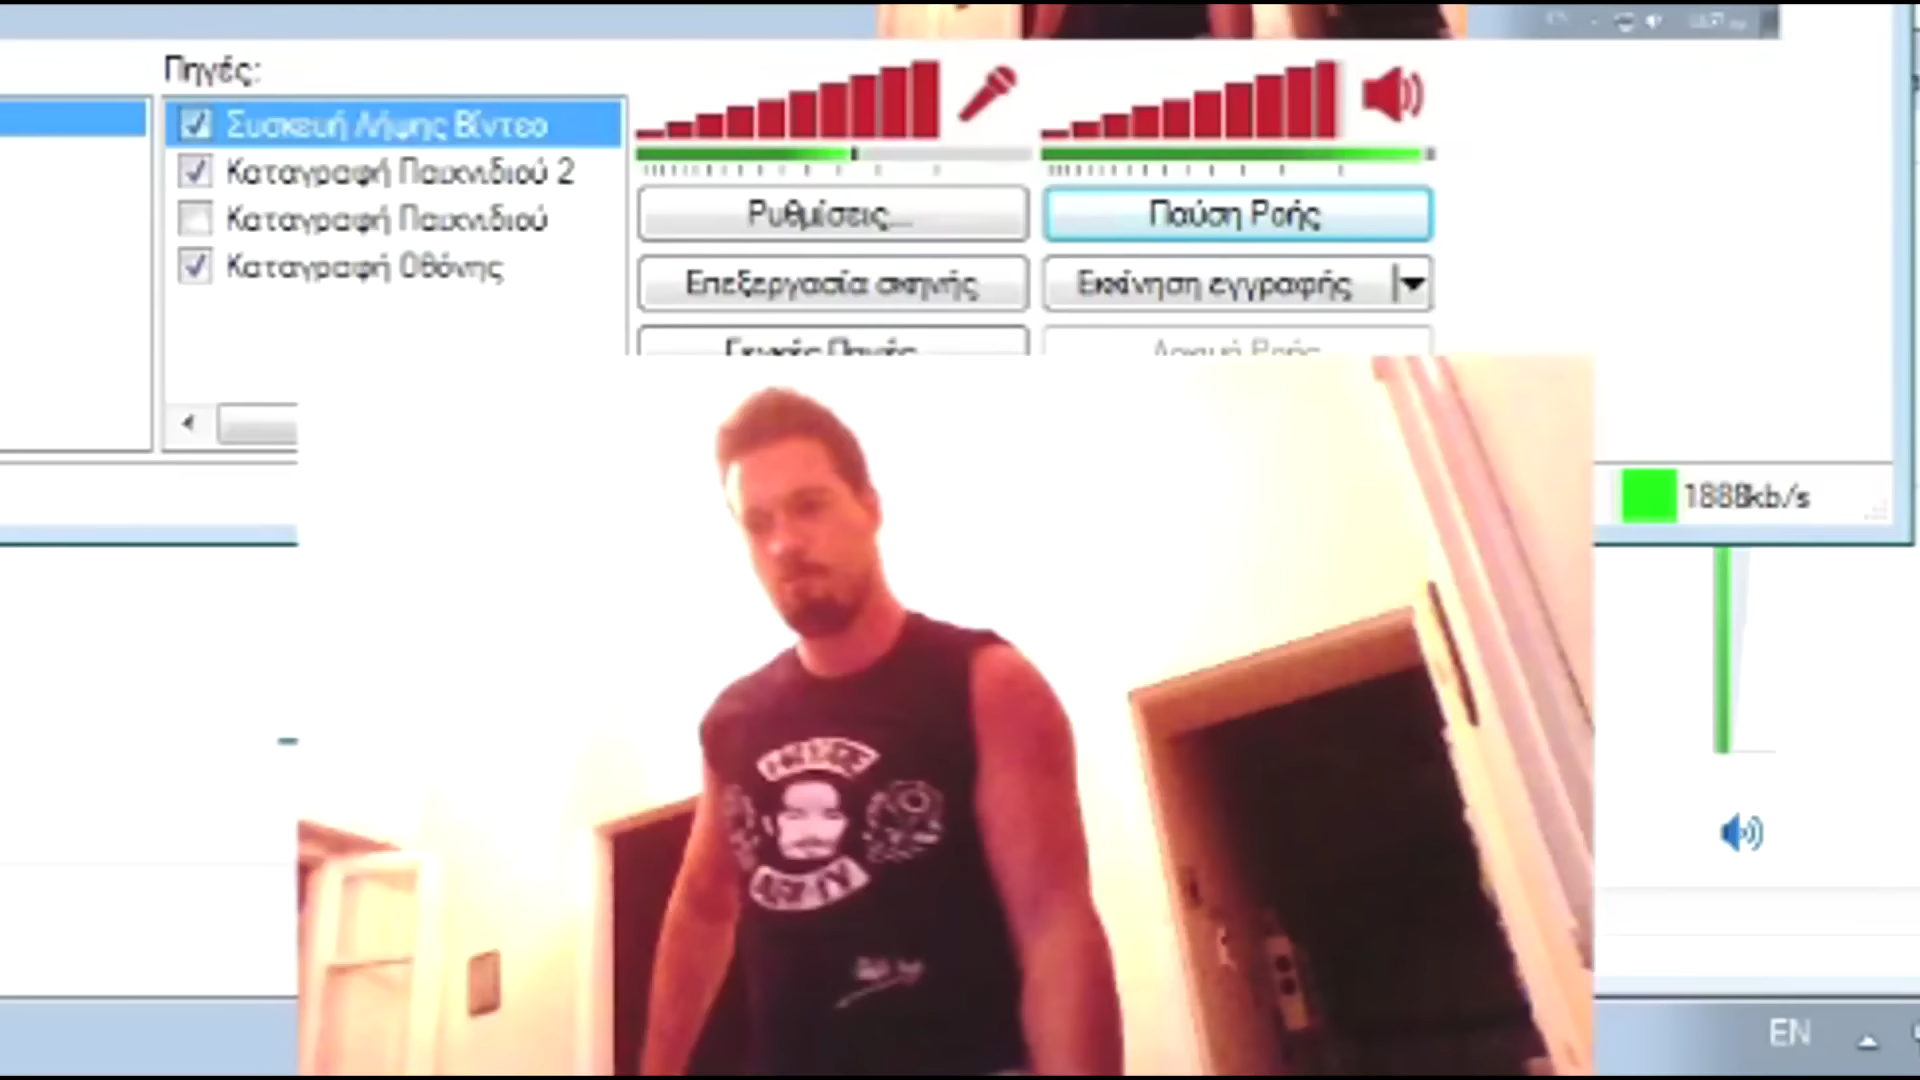 Πηγές:
Συσκευή Λήψης Βίντεο
Καταγραφή Παιχνιδιού 2
Καταγραφή Παιχνιδιού
Καταγραφή Οθόνης
Ρυθμίσεις...
Παύση Ροής
Επεξεργασία σκηνής
Εκκίνηση εγγραφής
1888kb/s
EN